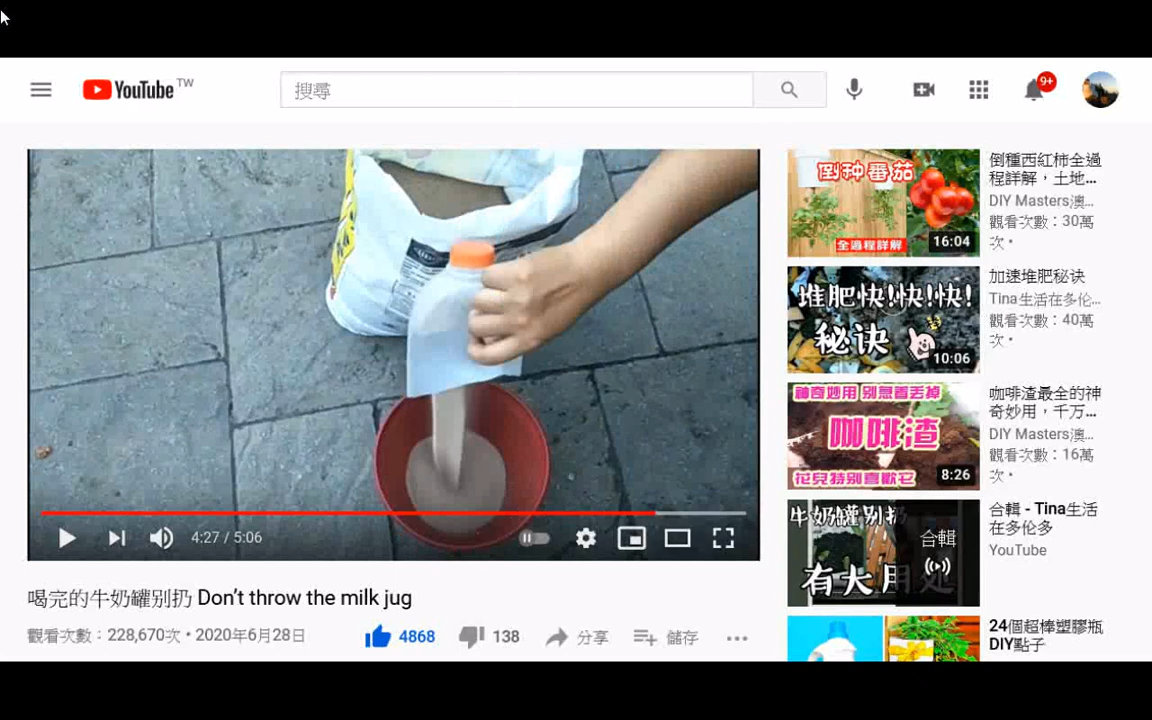 YouTube TW
搜尋
9+
4:27 / 5:06
喝完的牛奶罐别扔 Don't throw the milk jug
觀看次數：228,670次 • 2020年6月28日
4868
138
分享
儲存
倒种番茄
全過程詳解
16:04
倒種西紅柿全過
程詳解，土地...
DIY Masters澳...
觀看次數：30萬
次 •
堆肥快!快!快!
秘诀
10:06
加速堆肥秘诀
Tina生活在多伦...
觀看次數：40萬
次 •
神奇妙用 别急着丢掉
咖啡渣
花兒特别喜歡它
8:26
咖啡渣最全的神
奇妙用，千万...
DIY Masters澳...
觀看次數：16萬
次 •
牛奶罐别扔
有大用处
合輯
合輯 - Tina生活
在多伦多
YouTube
24個超棒塑膠瓶
DIY點子